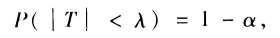 P(|T| < λ) = 1 - α,